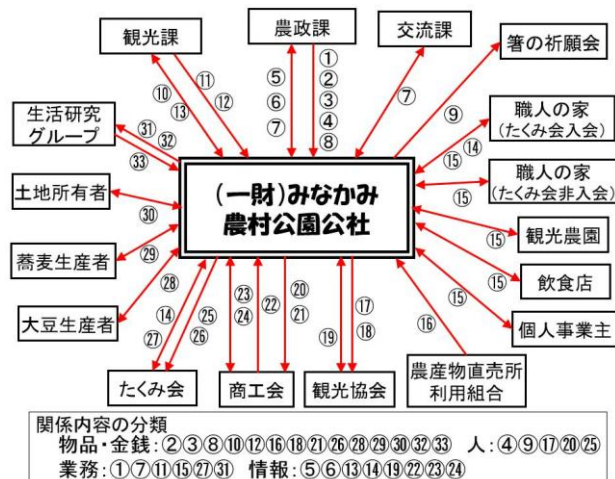 観光課
農政課
交流課
箸の祈願会
⑩
⑬
⑪
⑫
⑤
⑥
⑦
①
②
③
④
⑧
⑦
⑨
生活研究
グループ
㉛
㉜
㉝
職人の家
(たくみ会入会)
⑮
⑭
土地所有者
㉚
(一財)みなかみ
農村公園公社
職人の家
(たくみ会非入会)
⑮
蕎麦生産者
㉙
観光農園
⑮
大豆生産者
㉘
飲食店
⑮
個人事業主
⑮
⑭
㉗
㉕
㉖
㉓
㉔
㉒
⑳
㉑
⑲
⑰
⑱
⑯
たくみ会
商工会
観光協会
農産物直売所
利用組合
関係内容の分類
物品・金銭:②③⑧⑩⑫⑯⑱㉑㉖㉘㉙㉚㉜㉝ 人:④⑨⑰⑳㉕
業務:①⑦⑪⑮㉗㉛ 情報:⑤⑥⑬⑭⑲㉒㉓㉔